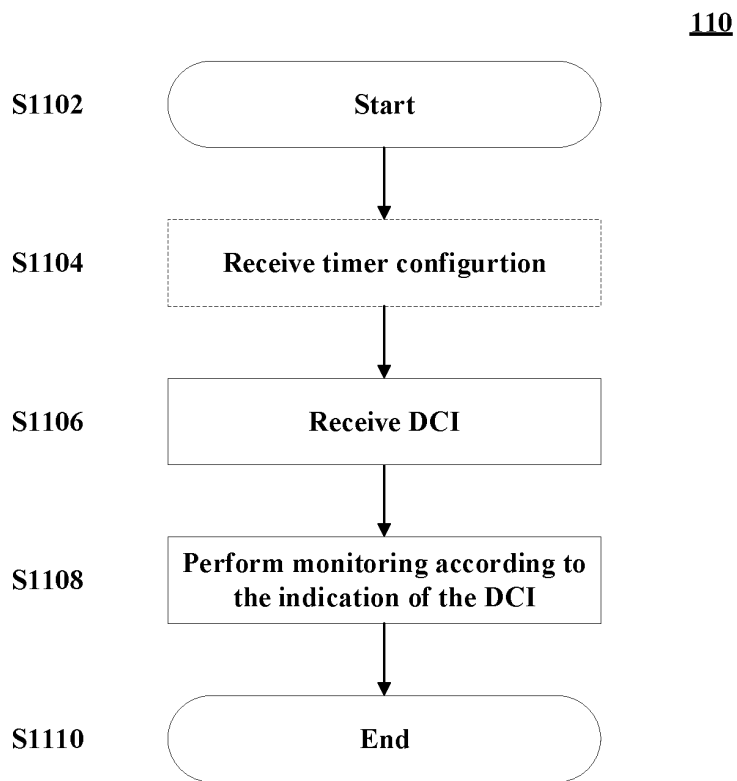 110
S1102
Start
S1104
Receive timer configurtion
S1106
Receive DCI
S1108
Perform monitoring according to
the indication of the DCI
S1110
End